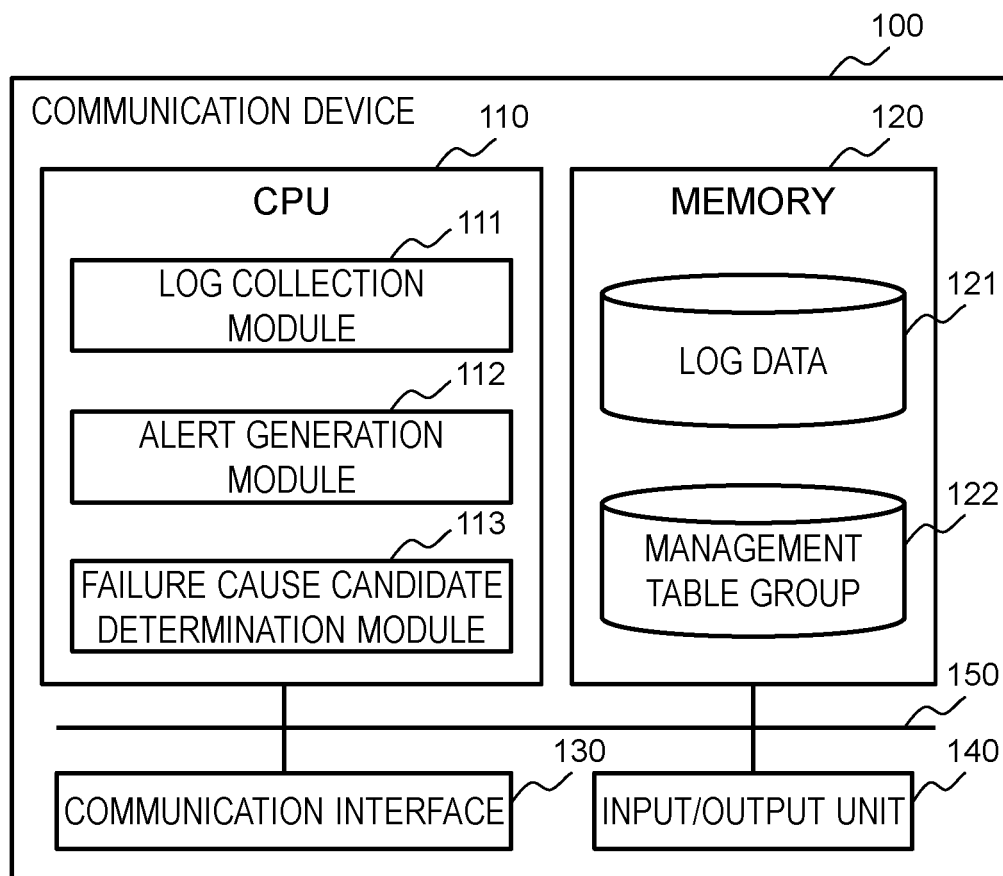 100
COMMUNICATION DEVICE
110
120
CPU
MEMORY
111
LOG COLLECTION
MODULE
121
LOG DATA
112
ALERT GENERATION
MODULE
122
MANAGEMENT
TABLE GROUP
113
FAILURE CAUSE CANDIDATE
DETERMINATION MODULE
150
130
140
COMMUNICATION INTERFACE
INPUT/OUTPUT UNIT